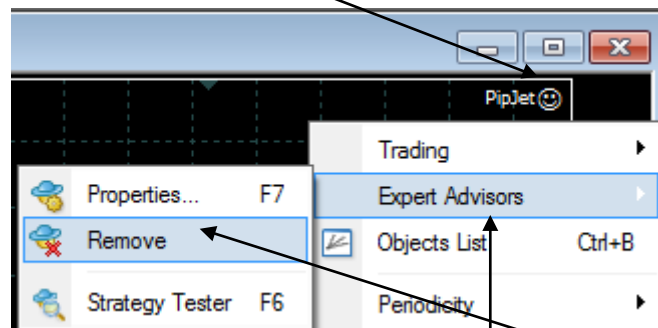 PipJet
Trading
Properties... F7
Expert Advisors
Remove
Objects List Ctrl+B
Strategy Tester F6
Periodicity